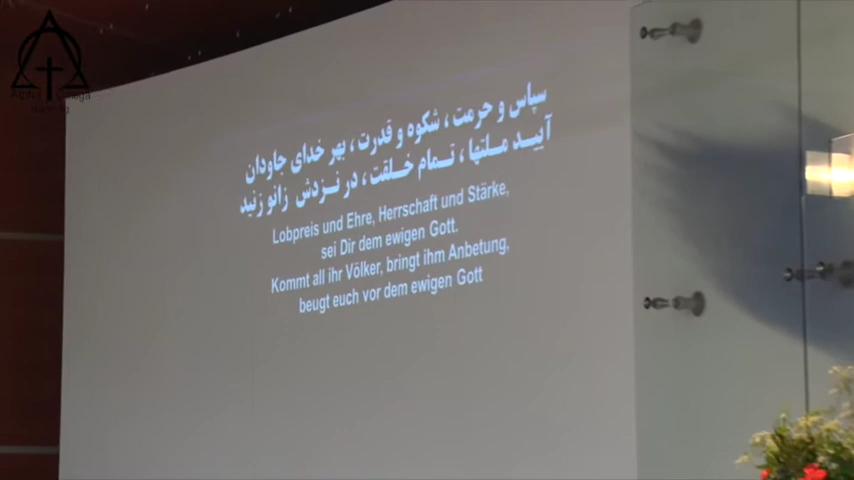 سپاس و حرمت ، شکوه و قدرت ، بهر خدای جاودان
آیید ملتها ، تمام خلقت ، در نزدش زانو زنید
Lobpreis und Ehre, Herrschaft und Stärke,
sei Dir dem ewigen Gott.
Kommt all ihr Völker, bringt ihm Anbetung,
beugt euch vor dem ewigen Gott